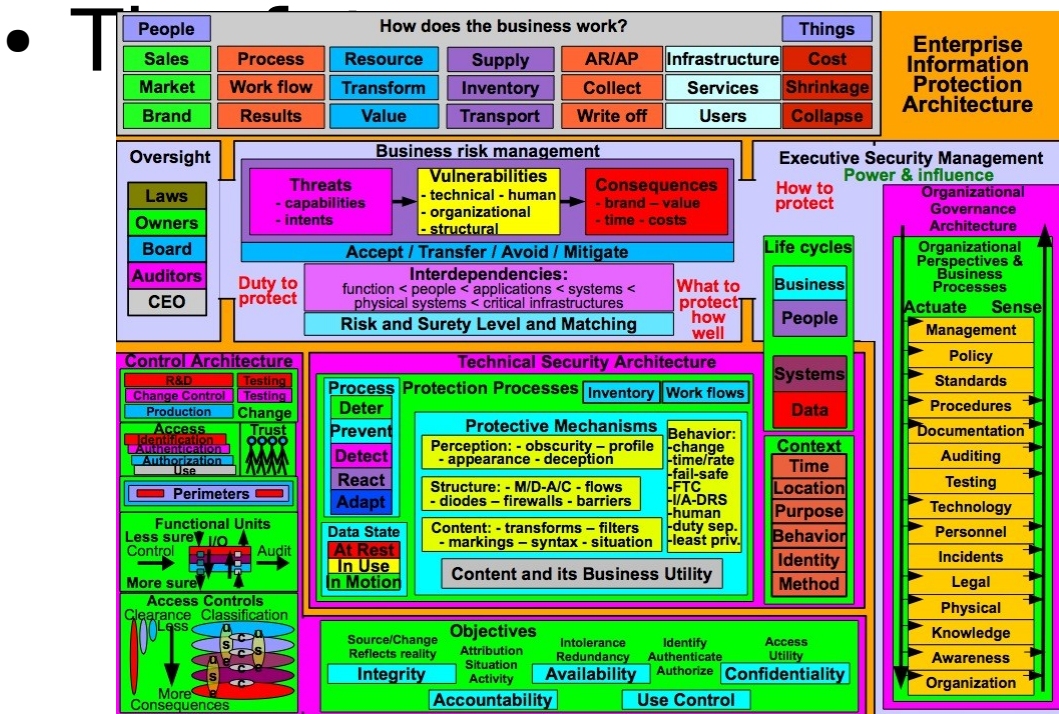 People
How does the business work?
Things
Sales Process Resource Supply AR/AP Infrastructure Cost
Market Work flow Transform Inventory Collect Services Shrinkage
Brand Results Value Transport Write off Users Collapse
Enterprise
Information
Protection
Architecture
Oversight
Laws
Owners
Board
Auditors
CEO
Business risk management
Threats
- capabilities
- intents
Vulnerabilities
- technical - human
- organizational
- structural
Consequences
- brand – value
- time - costs
Accept / Transfer / Avoid / Mitigate
Duty to
protect
Interdependencies:
function < people < applications < systems <
physical systems < critical infrastructures
Risk and Surety Level and Matching
What to
protect
how
well
Executive Security Management
Power & influence
How to
protect
Life cycles
Business
People
Systems
Data
Context
Time
Location
Purpose
Behavior
Identity
Method
Organizational
Governance
Architecture
Organizational
Perspectives &
Business
Processes
Actuate Sense
Management
Policy
Standards
Procedures
Documentation
Auditing
Testing
Technology
Personnel
Incidents
Legal
Physical
Knowledge
Awareness
Organization
Control Architecture
R&D Testing
Change Control Testing
Production Change
Access
Identification
Authentication
Authorization
Use
Trust
Perimeters
Functional Units
Less sure
I/O
Control
Audit
More sure
Access Controls
Clearance Classification
Less
More
Consequences
u s e
c
u s e
c
u s e
c
c
Technical Security Architecture
Process
Deter
Prevent
Detect
React
Adapt
Data State
At Rest
In Use
In Motion
Protection Processes
Inventory
Work flows
Protective Mechanisms
Perception: - obscurity – profile
- appearance - deception
Structure: - M/D-A/C - flows
- diodes – firewalls - barriers
Content: - transforms – filters
- markings – syntax - situation
Behavior:
-change
-time/rate
-fail-safe
-FTC
-I/A-DRS
-human
-duty sep.
-least priv.
Content and its Business Utility
Objectives
Source/Change
Reflects reality
Integrity
Attribution
Situation
Activity
Accountability
Intolerance
Redundancy
Availability
Identify
Authenticate
Authorize
Use Control
Access
Utility
Confidentiality